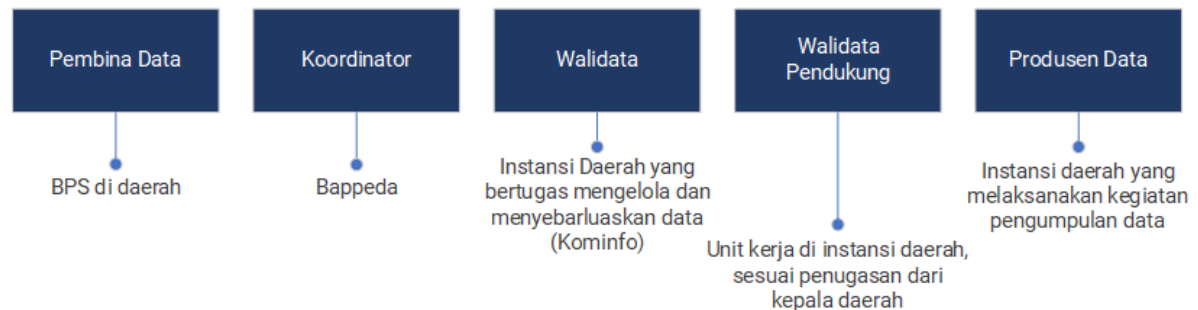 Pembina Data
Koordinator
Walidata
Walidata
Pendukung
Produsen Data
BPS di daerah
Bappeda
Instansi Daerah yang
bertugas mengelola dan
menyebarluaskan data
(Kominfo)
Unit kerja di instansi daerah,
sesuai penugasan dari
kepala daerah
Instansi daerah yang
melaksanakan kegiatan
pengumpulan data